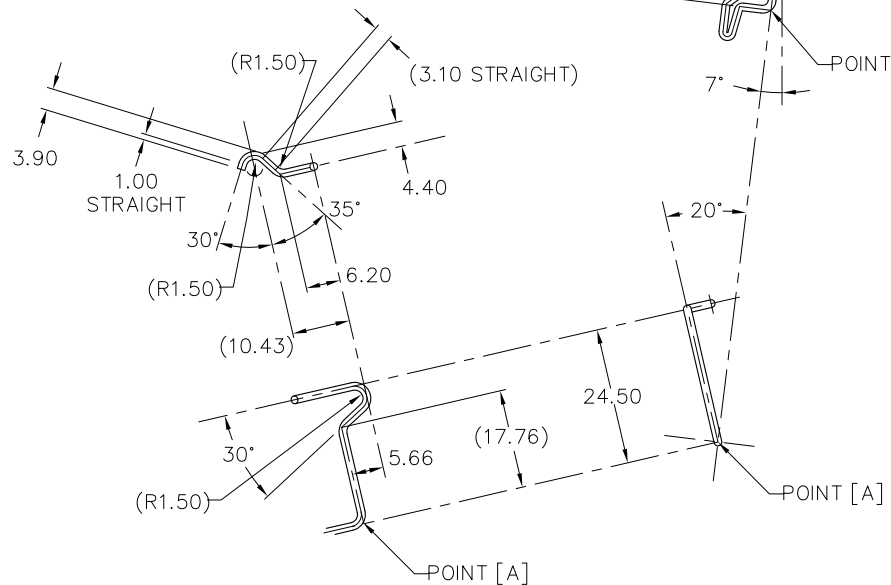 POINT
(R1.50)
(3.10 STRAIGHT)
7°
3.90
1.00
STRAIGHT
4.40
35°
30°
20°
(R1.50)
6.20
(10.43)
24.50
(17.76)
30°
5.66
(R1.50)
POINT [A]
POINT [A]